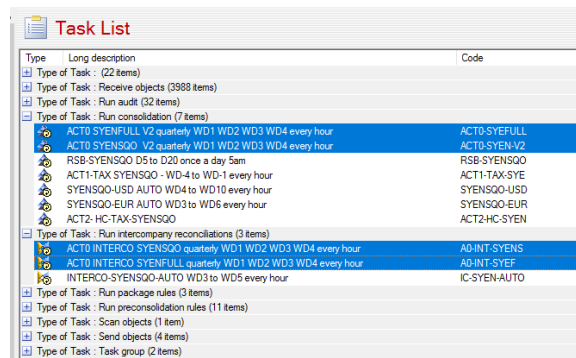 Task List
Type Long description Code
Type of Task : (22 items)
Type of Task : Receive objects (3988 items)
Type of Task : Run audit (32 items)
Type of Task : Run consolidation (7 items)
ACT0 SYENFULL V2 quarterly WD1 WD2 WD3 WD4 every hour ACT0-SYEFULL
ACT0 SYENSQO V2 quarterly WD1 WD2 WD3 WD4 every hour ACT0-SYEN-V2
RSB-SYENSQO D5 to D20 once a day 5am RSB-SYENSQO
ACT1-TAX SYENSQO - WD-4 to WD-1 every hour ACT1-TAX-SYE
SYENSQO-USD AUTO WD4 to WD10 every hour SYENSQO-USD
SYENSQO-EUR AUTO WD3 to WD6 every hour SYENSQO-EUR
ACT2- HC-TAX-SYENSQO ACT2-HC-SYEN
Type of Task : Run intercompany reconciliations (3 items)
ACT0 INTERCO SYENSQO quarterly WD1 WD2 WD3 WD4 every hour A0-INT-SYENS
ACT0 INTERCO SYENFULL quarterly WD1 WD2 WD3 WD4 every hour A0-INT-SYEF
INTERCO-SYENSQO-AUTO WD3 to WD5 every hour IC-SYEN-AUTO
Type of Task : Run package rules (3 items)
Type of Task : Run preconsolidation rules (11 items)
Type of Task : Scan objects (1 item)
Type of Task : Send objects (4 items)
Type of Task : Task group (2 items)